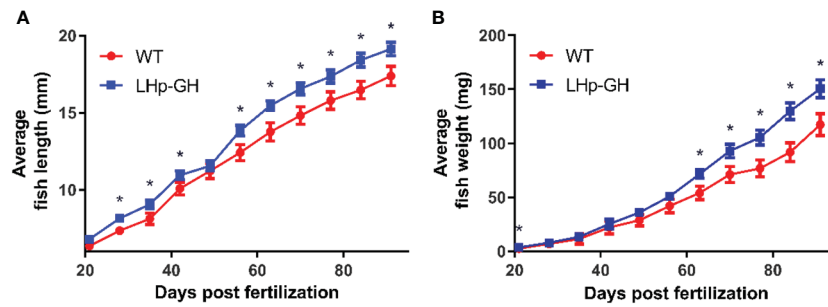 A
Average
fish length (mm)
20
15
10
WT
LHp-GH
* * * * * * * * *
20 40 60 80
Days post fertilization
B
Average
fish weight (mg)
200
150
100
50
0
WT
LHp-GH
* * * * * *
20 40 60 80
Days post fertilization